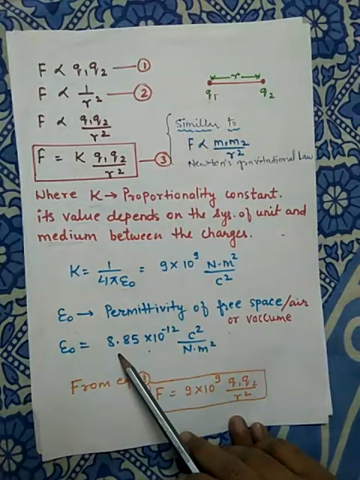 F ∝ q₁q₂ —— ①
F ∝ 1/r² —— ②
F ∝ q₁q₂/r²
F = K q₁q₂/r² —— ③
r
q₁ q₂
Similler to
F ∝ m₁m₂/r²
Newton's gravitational law
Where K → Proportionality constant.
its value depends on the sys. of unit and
medium between the charges.
K = 1/4πε₀ = 9×10⁹ N·m²/C²
ε₀ → Permittivity of free space/air
or vaccume
ε₀ = 8.85×10⁻¹² C²/N·m²
From
F = 9×10⁹ q₁q₂/r²